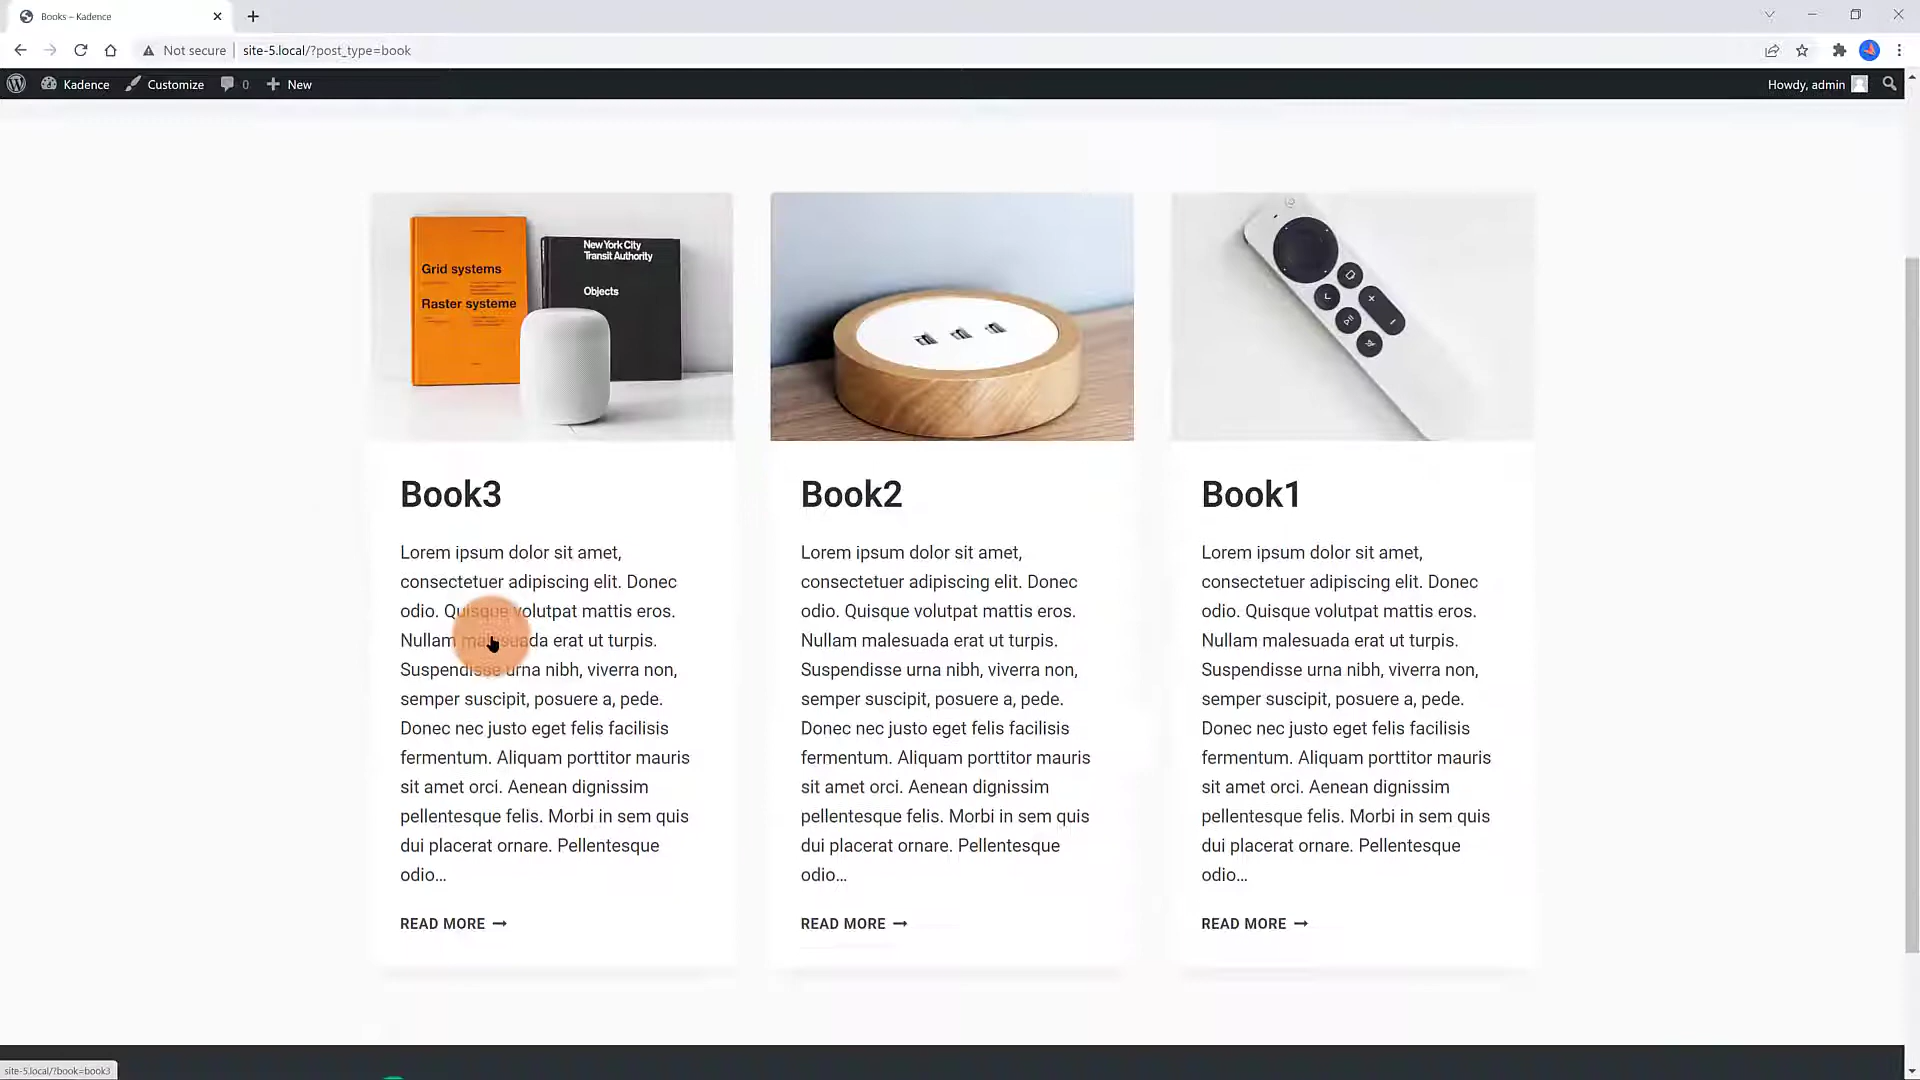 Books – Kadence
Not secure
site-5.local/?post_type=book
Kadence
Customize
0
New
Howdy, admin
Grid systems
Raster systeme
New York City
Transit Authority
Objects
Book3
Lorem ipsum dolor sit amet,
consectetuer adipiscing elit. Donec
odio. Quisque volutpat mattis eros.
Nullam malesuada erat ut turpis.
Suspendisse urna nibh, viverra non,
semper suscipit, posuere a, pede.
Donec nec justo eget felis facilisis
fermentum. Aliquam porttitor mauris
sit amet orci. Aenean dignissim
pellentesque felis. Morbi in sem quis
dui placerat ornare. Pellentesque
odio...
READ MORE
Book2
Lorem ipsum dolor sit amet,
consectetuer adipiscing elit. Donec
odio. Quisque volutpat mattis eros.
Nullam malesuada erat ut turpis.
Suspendisse urna nibh, viverra non,
semper suscipit, posuere a, pede.
Donec nec justo eget felis facilisis
fermentum. Aliquam porttitor mauris
sit amet orci. Aenean dignissim
pellentesque felis. Morbi in sem quis
dui placerat ornare. Pellentesque
odio...
READ MORE
Book1
Lorem ipsum dolor sit amet,
consectetuer adipiscing elit. Donec
odio. Quisque volutpat mattis eros.
Nullam malesuada erat ut turpis.
Suspendisse urna nibh, viverra non,
semper suscipit, posuere a, pede.
Donec nec justo eget felis facilisis
fermentum. Aliquam porttitor mauris
sit amet orci. Aenean dignissim
pellentesque felis. Morbi in sem quis
dui placerat ornare. Pellentesque
odio...
READ MORE
site-5.local/?book=book3